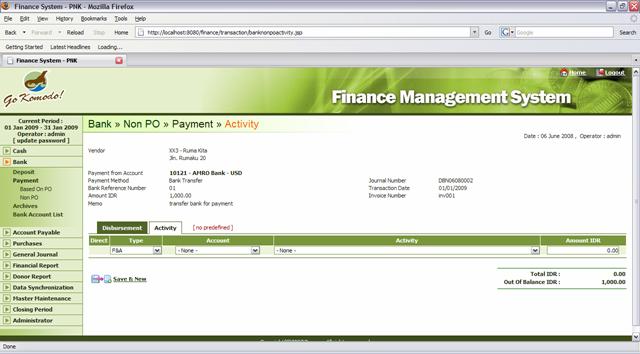 Finance System - PNK - Mozilla Firefox
File Edit View History Bookmarks Tools Help
Back Forward Reload Stop Home http://localhost:8080/finance/transaction/banknonpoactivity.jsp Go Google Search
Getting Started Latest Headlines Loading...
Finance System - PNK
Home Logout
Go Komodo!
Finance Management System
Current Period :
01 Jan 2009 - 31 Jan 2009
Operator : admin
[ update password ]
Bank » Non PO » Payment » Activity
Date : 06 June 2008 , Operator : admin
Cash
Bank
Deposit
Payment
Based On PO
Non PO
Archives
Bank Account List
Account Payable
Purchases
General Journal
Financial Report
Donor Report
Data Synchronization
Master Maintenance
Closing Period
Administrator
Vendor XX3 - Ruma Kita
Jln. Rumaku 20
Payment from Account 10121 - AMRO Bank - USD
Payment Method Bank Transfer Journal Number DBN06080002
Bank Reference Number 01 Transaction Date 01/01/2009
Amount IDR 1,000.00 Invoice Number inv001
Memo transfer bank for payment
Disbursement Activity [ no predefined ]
Direct Type Account Activity Amount IDR
F&A - None - - None - 0.00
Save & New
Total IDR : 0.00
Out Of Balance IDR : 1,000.00
Done